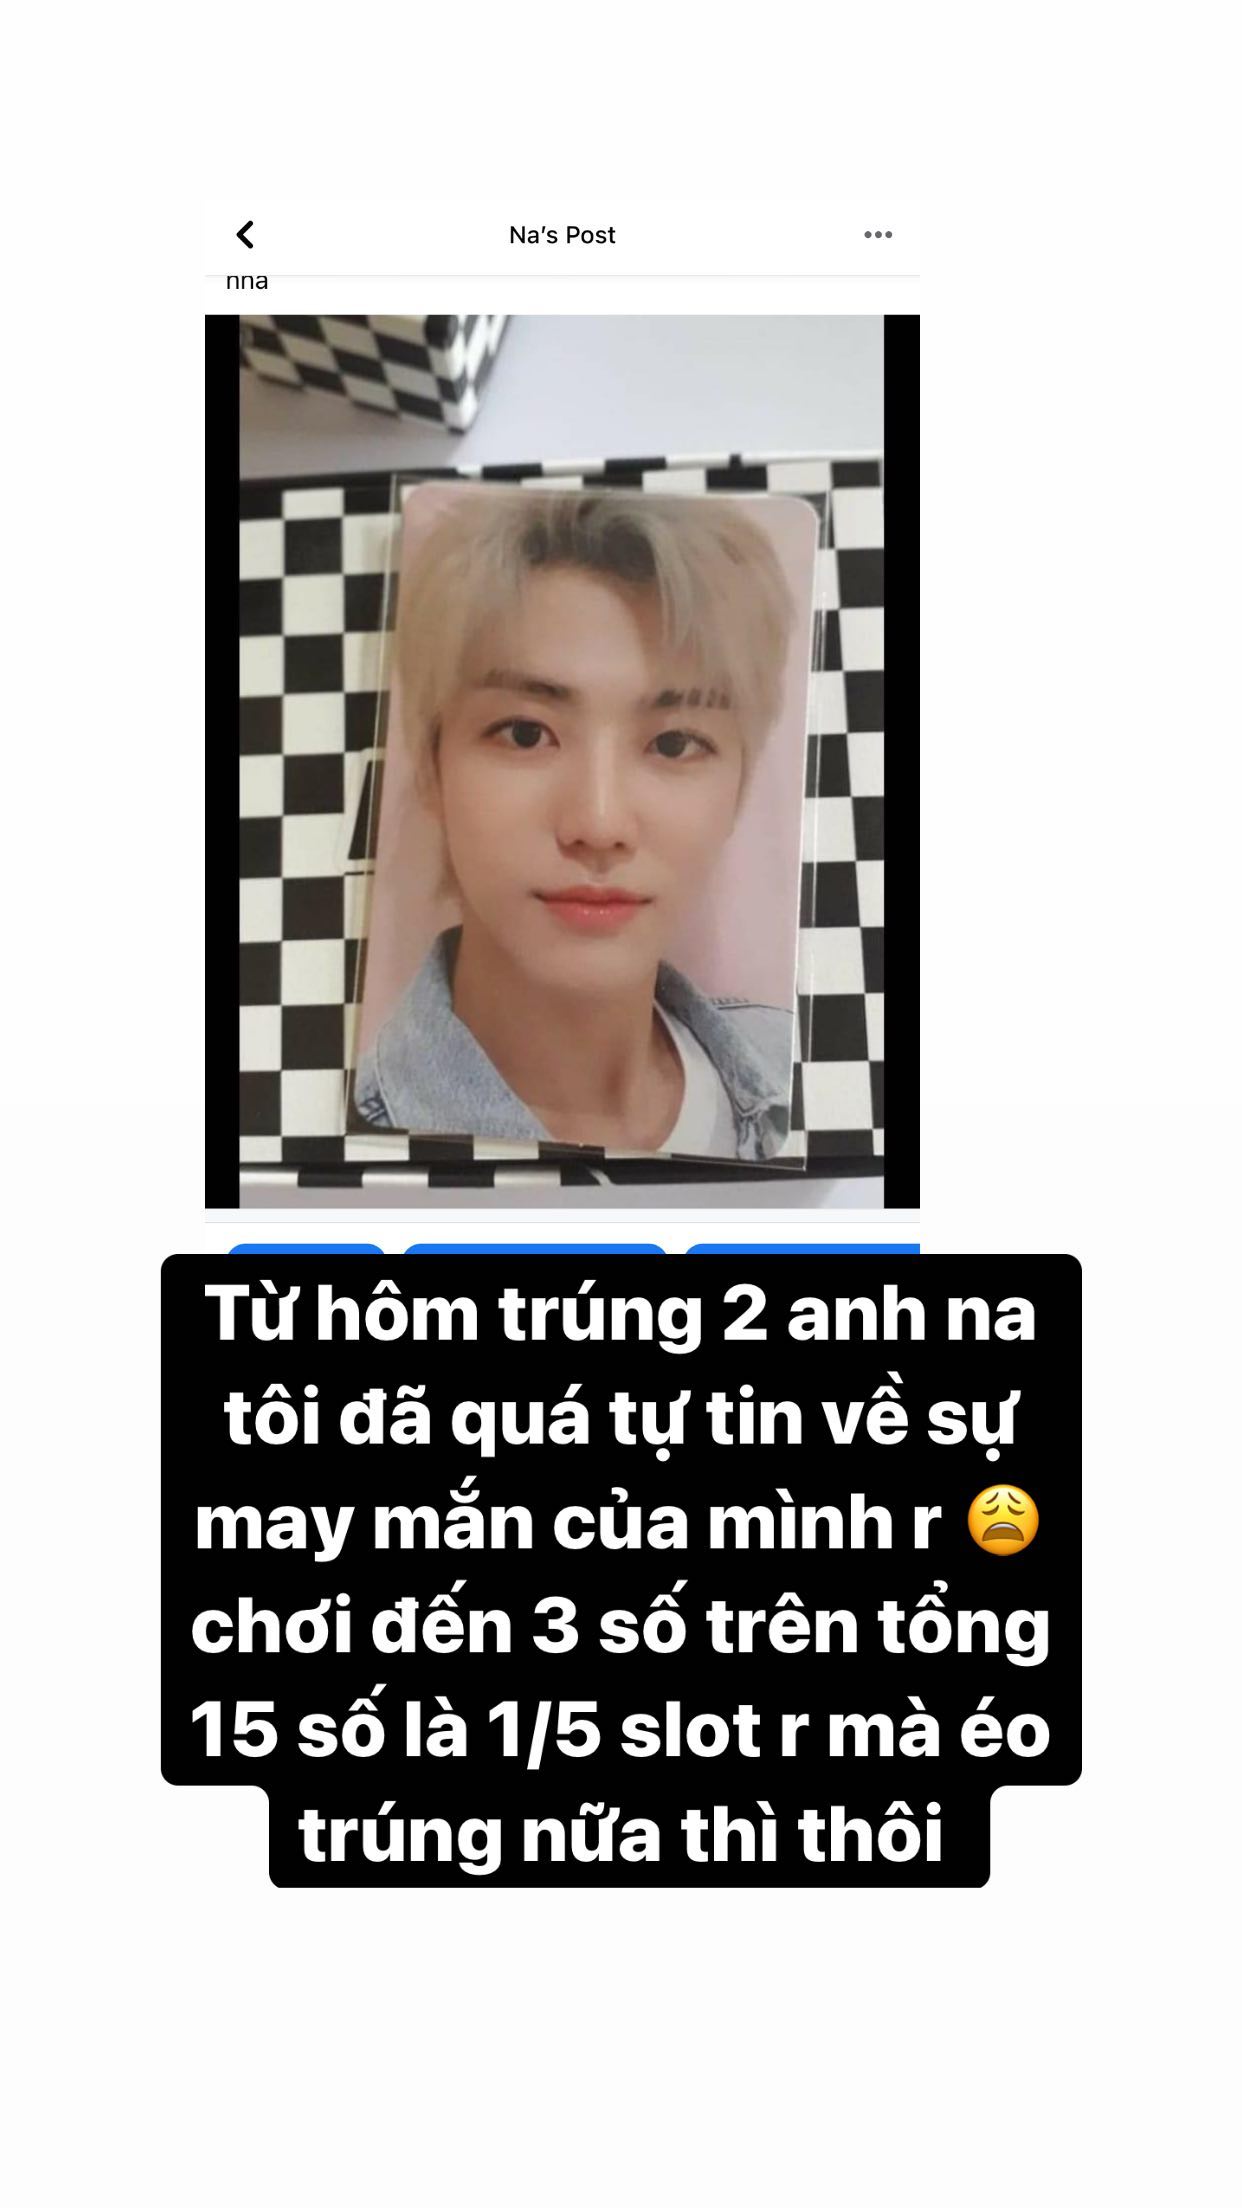 Na's Post
nha
Từ hôm trúng 2 anh na
tôi đã quá tự tin về sự
may mắn của mình r 😩
chơi đến 3 số trên tổng
15 số là 1/5 slot r mà éo
trúng nữa thì thôi